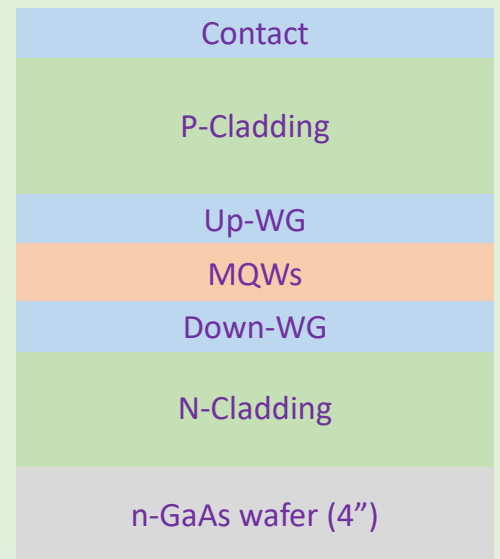 Contact
P-Cladding
Up-WG
MQWs
Down-WG
N-Cladding
n-GaAs wafer (4”)